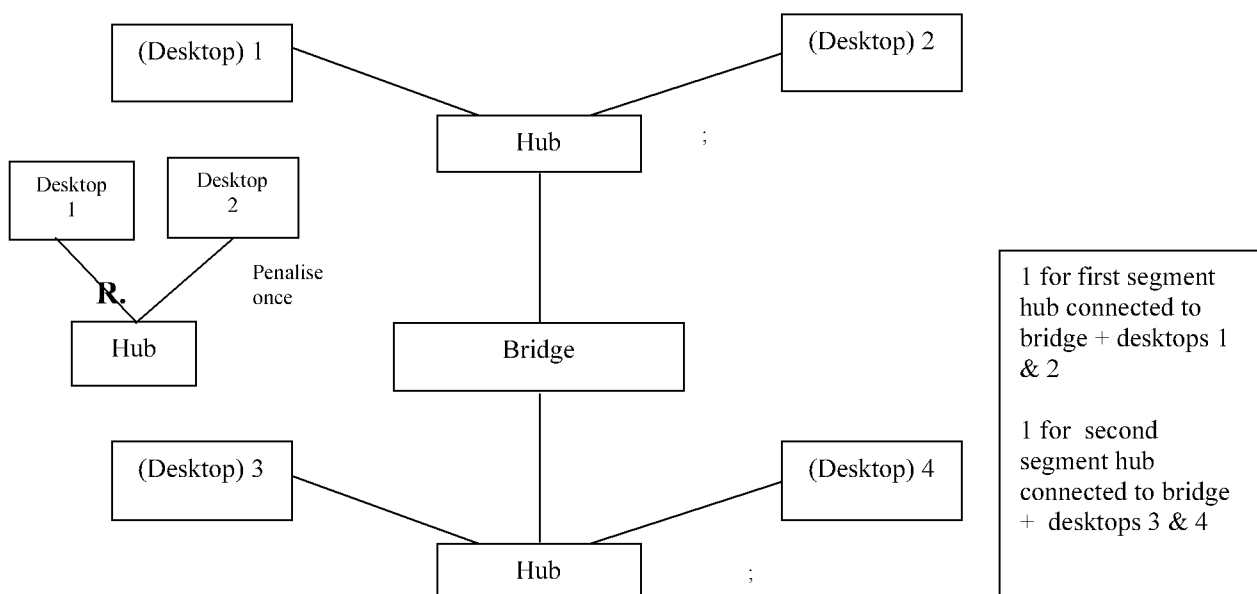 (Desktop) 1
(Desktop) 2
Hub
;
Desktop
1
Desktop
2
R.
Penalise
once
Hub
Bridge
1 for first segment
hub connected to
bridge + desktops 1
& 2
1 for second
segment hub
connected to bridge
+ desktops 3 & 4
(Desktop) 3
(Desktop) 4
Hub
;